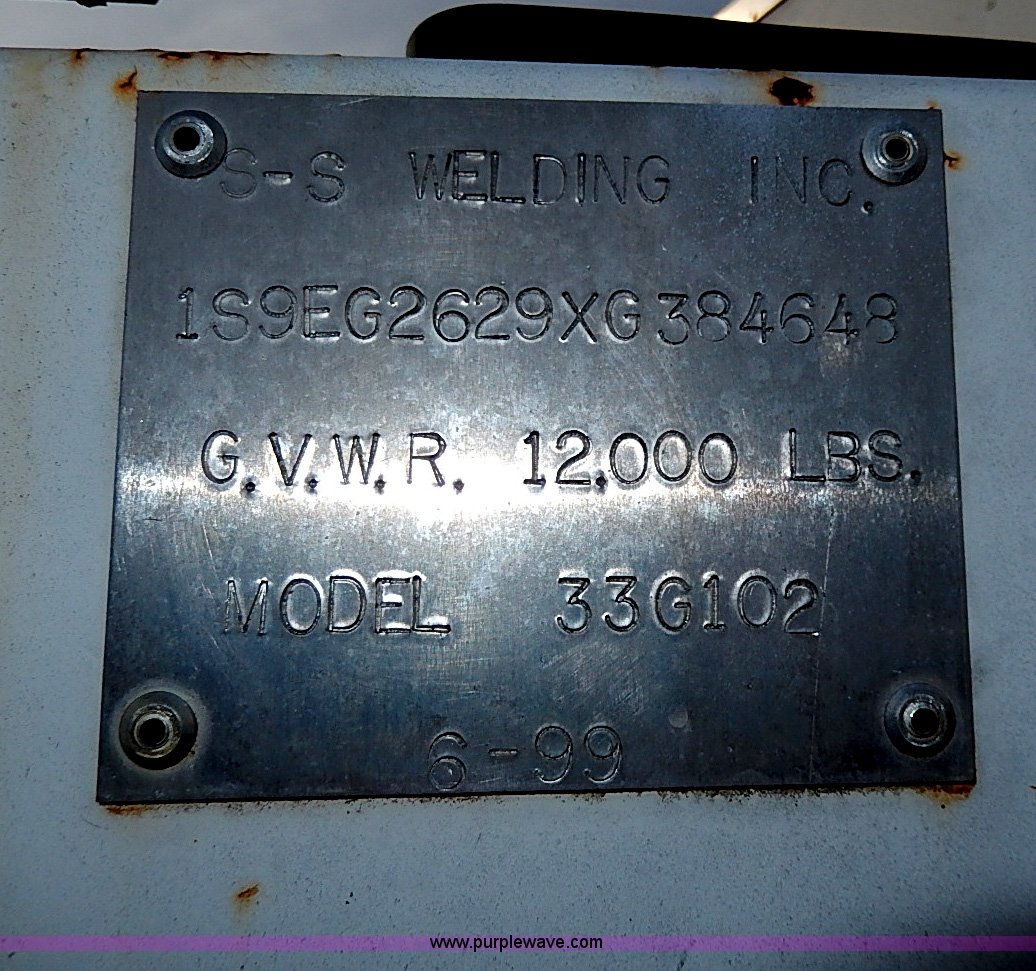 S-S WELDING INC.
1S9EG2629XG384648
G.V.W.R. 12,000 LBS.
MODEL 33G102
6-99
www.purplewave.com